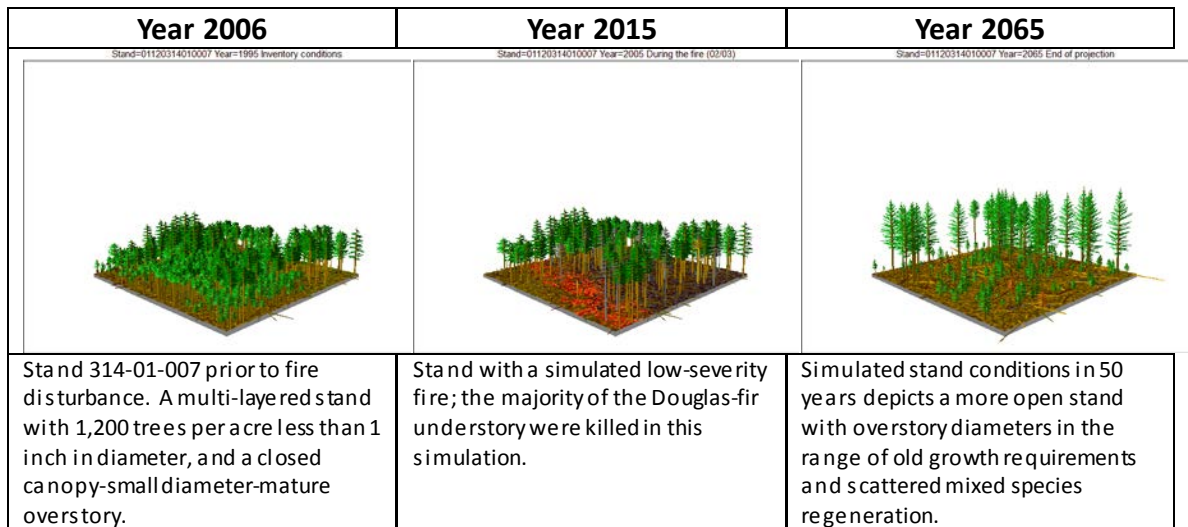 Year 2006
Year 2015
Year 2065
Stand=01120314010007 Year=1995 Inventory conditions
Stand=01120314010007 Year=2005 During the fire (02/03)
Stand=01120314010007 Year=2065 End of projection
Stand 314-01-007 prior to fire
disturbance. A multi-layered stand
with 1,200 trees per acre less than 1
inch in diameter, and a closed
canopy-small diameter-mature
overstory.
Stand with a simulated low-severity
fire; the majority of the Douglas-fir
understory were killed in this
simulation.
Simulated stand conditions in 50
years depicts a more open stand
with overstory diameters in the
range of old growth requirements
and scattered mixed species
regeneration.